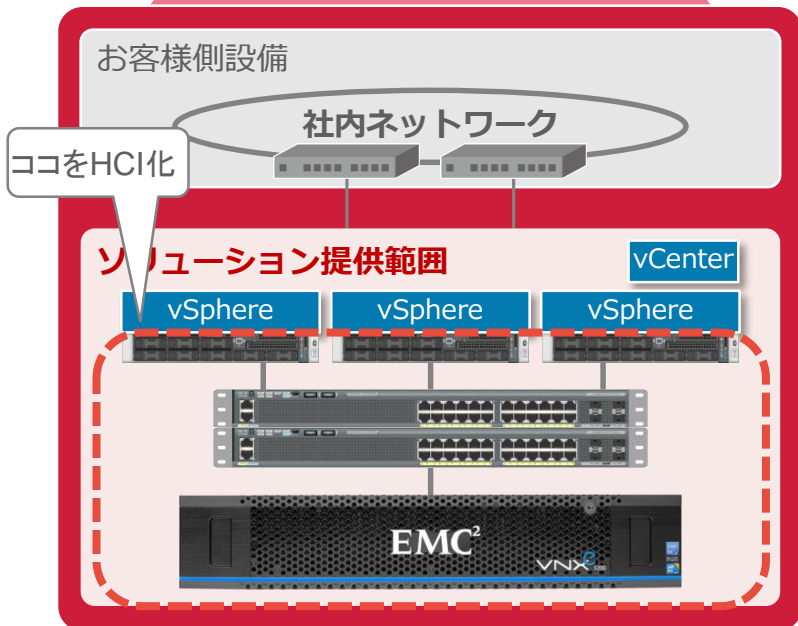 お客様側設備
社内ネットワーク
ココをHCI化
ソリューション提供範囲
vCenter
vSphere
vSphere
vSphere
EMC²
VNXe 3200